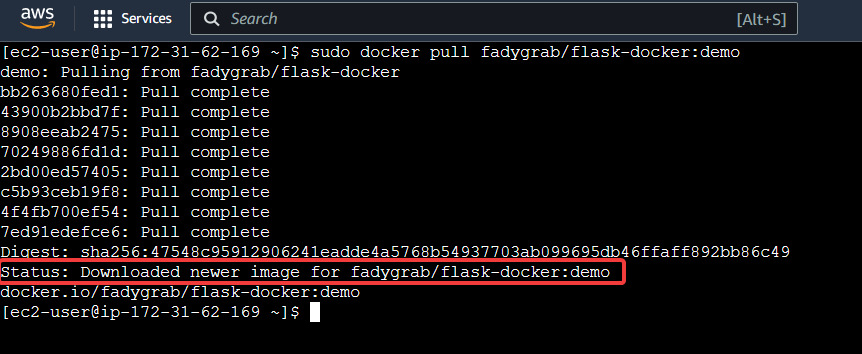 aws Services Search [Alt+S]
[ec2-user@ip-172-31-62-169 ~]$ sudo docker pull fadygrab/flask-docker:demo
demo: Pulling from fadygrab/flask-docker
bb263680fed1: Pull complete
43900b2bbd7f: Pull complete
8908eeab2475: Pull complete
70249886fd1d: Pull complete
2bd00ed57405: Pull complete
c5b93ceb19f8: Pull complete
4f4fb700ef54: Pull complete
7ed91edefce6: Pull complete
Digest: sha256:47548c95912906241eadde4a5768b54937703ab099695db46ffaff892bb86c49
Status: Downloaded newer image for fadygrab/flask-docker:demo
docker.io/fadygrab/flask-docker:demo
[ec2-user@ip-172-31-62-169 ~]$